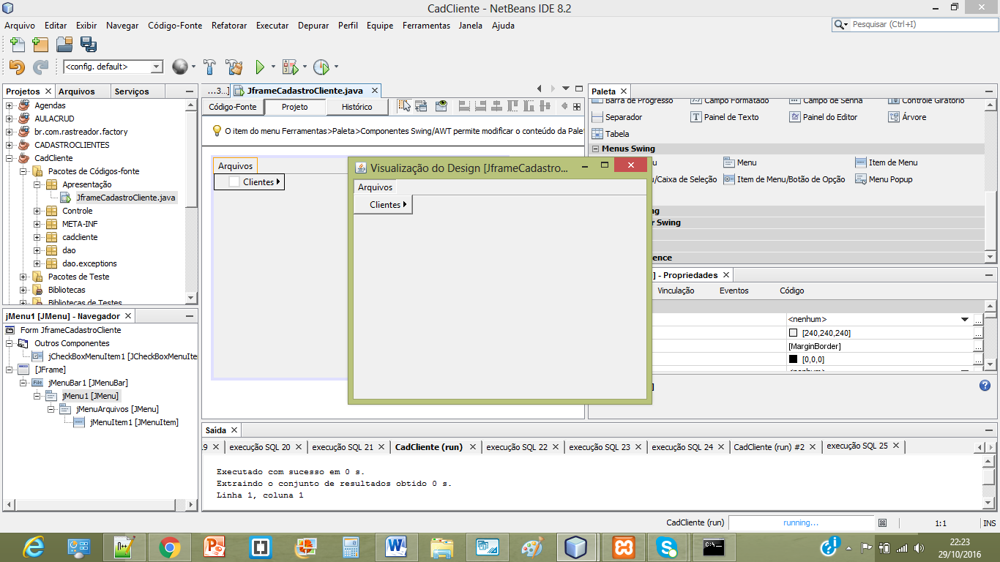 CadCliente - NetBeans IDE 8.2
Arquivo Editar Exibir Navegar Código-Fonte Refatorar Executar Depurar Perfil Equipe Ferramentas Janela Ajuda
Pesquisar (Ctrl+I)
<config. default>
Projetos Arquivos Serviços
Agendas
AULACRUD
br.com.rastreador.factory
CADASTROCLIENTES
CadCliente
Pacotes de Códigos-fonte
Apresentação
JframeCadastroCliente.java
Controle
META-INF
cadcliente
dao
dao.exceptions
Pacotes de Teste
Bibliotecas
Bibliotecas de Testes
jMenu1 [JMenu] - Navegador
Form JframeCadastroCliente
Outros Componentes
jCheckBoxMenuItem1 [JCheckBoxMenuIte
[JFrame]
jMenuBar1 [JMenuBar]
jMenu1 [JMenu]
jMenuArquivos [JMenu]
jMenuItem1 [JMenuItem]
...3...] JframeCadastroCliente.java
Código-Fonte Projeto Histórico
O item do menu Ferramentas>Paleta>Componentes Swing/AWT permite modificar o conteúdo da Palet
Arquivos
Clientes
Visualização do Design [JframeCadastro...
Arquivos
Clientes
Paleta
Barra de Progresso Campo Formatado Campo de Senha Controle Giratório
Separador Painel de Texto Painel do Editor Árvore
Tabela
Menus Swing
u Menu Item de Menu
u/Caixa de Seleção Item de Menu/Botão de Opção Menu Popup
ng
r Swing
ence
] - Propriedades
Vinculação Eventos Código
<nenhum>
[240,240,240]
[MarginBorder]
[0,0,0]
<nenhum>
]
Saída
.9 execução SQL 20 execução SQL 21 CadCliente (run) execução SQL 22 execução SQL 23 execução SQL 24 CadCliente (run) #2 execução SQL 25
Executado com sucesso em 0 s.
Extraindo o conjunto de resultados obtido 0 s.
Linha 1, coluna 1
CadCliente (run) running... 1:1 INS
22:23
29/10/2016